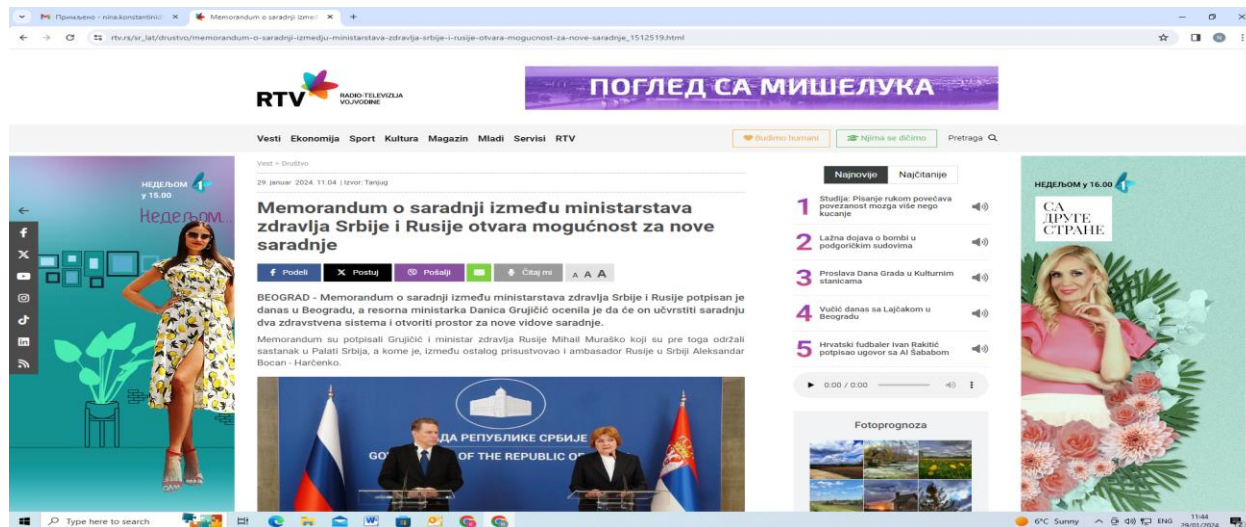 Примљено - nina.konstantinid
Memorandum o saradnji izmeđ
rtv.rs/sr_lat/drustvo/memorandum-o-saradnji-izmedju-ministarstava-zdravlja-srbije-i-rusije-otvara-mogucnost-za-nove-saradnje_1512519.html
RTV
RADIO-TELEVIZIJA
VOJVODINE
ПОГЛЕД СА МИШЕЛУКА
Vesti Ekonomija Sport Kultura Magazin Mladi Servisi RTV
Budimo humani
Njima se dičimo
Pretraga
НЕДЕЉОМ 1
у 15.00
Недељом...
Vest > Društvo
29. januar 2024. 11.04 | Izvor: Tanjug
Memorandum o saradnji između ministarstava
zdravlja Srbije i Rusije otvara mogućnost za nove
saradnje
Podeli
Postuj
Pošalji
Čitaj mi
A A A
BEOGRAD - Memorandum o saradnji između ministarstava zdravlja Srbije i Rusije potpisan je
danas u Beogradu, a resorna ministarka Danica Grujičić ocenila je da će on učvrstiti saradnju
dva zdravstvena sistema i otvoriti prostor za nove vidove saradnje.
Memorandum su potpisali Grujičić i ministar zdravlja Rusije Mihail Muraško koji su pre toga održali
sastanak u Palati Srbija, a kome je, između ostalog prisustvovao i ambasador Rusije u Srbiji Aleksandar
Bocan - Harčenko.
ДА РЕПУБЛИКЕ СРБИЈЕ
GO OF THE REPUBLIC O
Najnovije
Najčitanije
1 Studija: Pisanje rukom povećava
povezanost mozga više nego
kucanje
2 Lažna dojava o bombi u
podgoričkim sudovima
3 Proslava Dana Grada u Kulturnim
stanicama
4 Vučić danas sa Lajčakom u
Beogradu
5 Hrvatski fudbaler Ivan Rakitić
potpisao ugovor sa Al Šababom
0:00 / 0:00
Fotoprognoza
НЕДЕЉОМ у 16.00 1
СА
ДРУГЕ
СТРАНЕ
Type here to search
6°C Sunny
ENG
11:44
29/01/2024